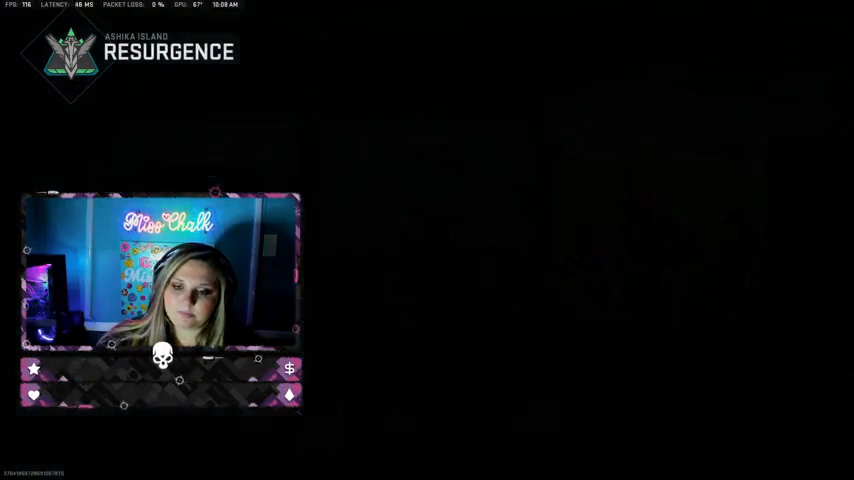 FPS: 116 LATENCY: 48 MS PACKET LOSS: 0 % GPU: 67° 10:08 AM
ASHIKA ISLAND
RESURGENCE
Miss Chalk
$